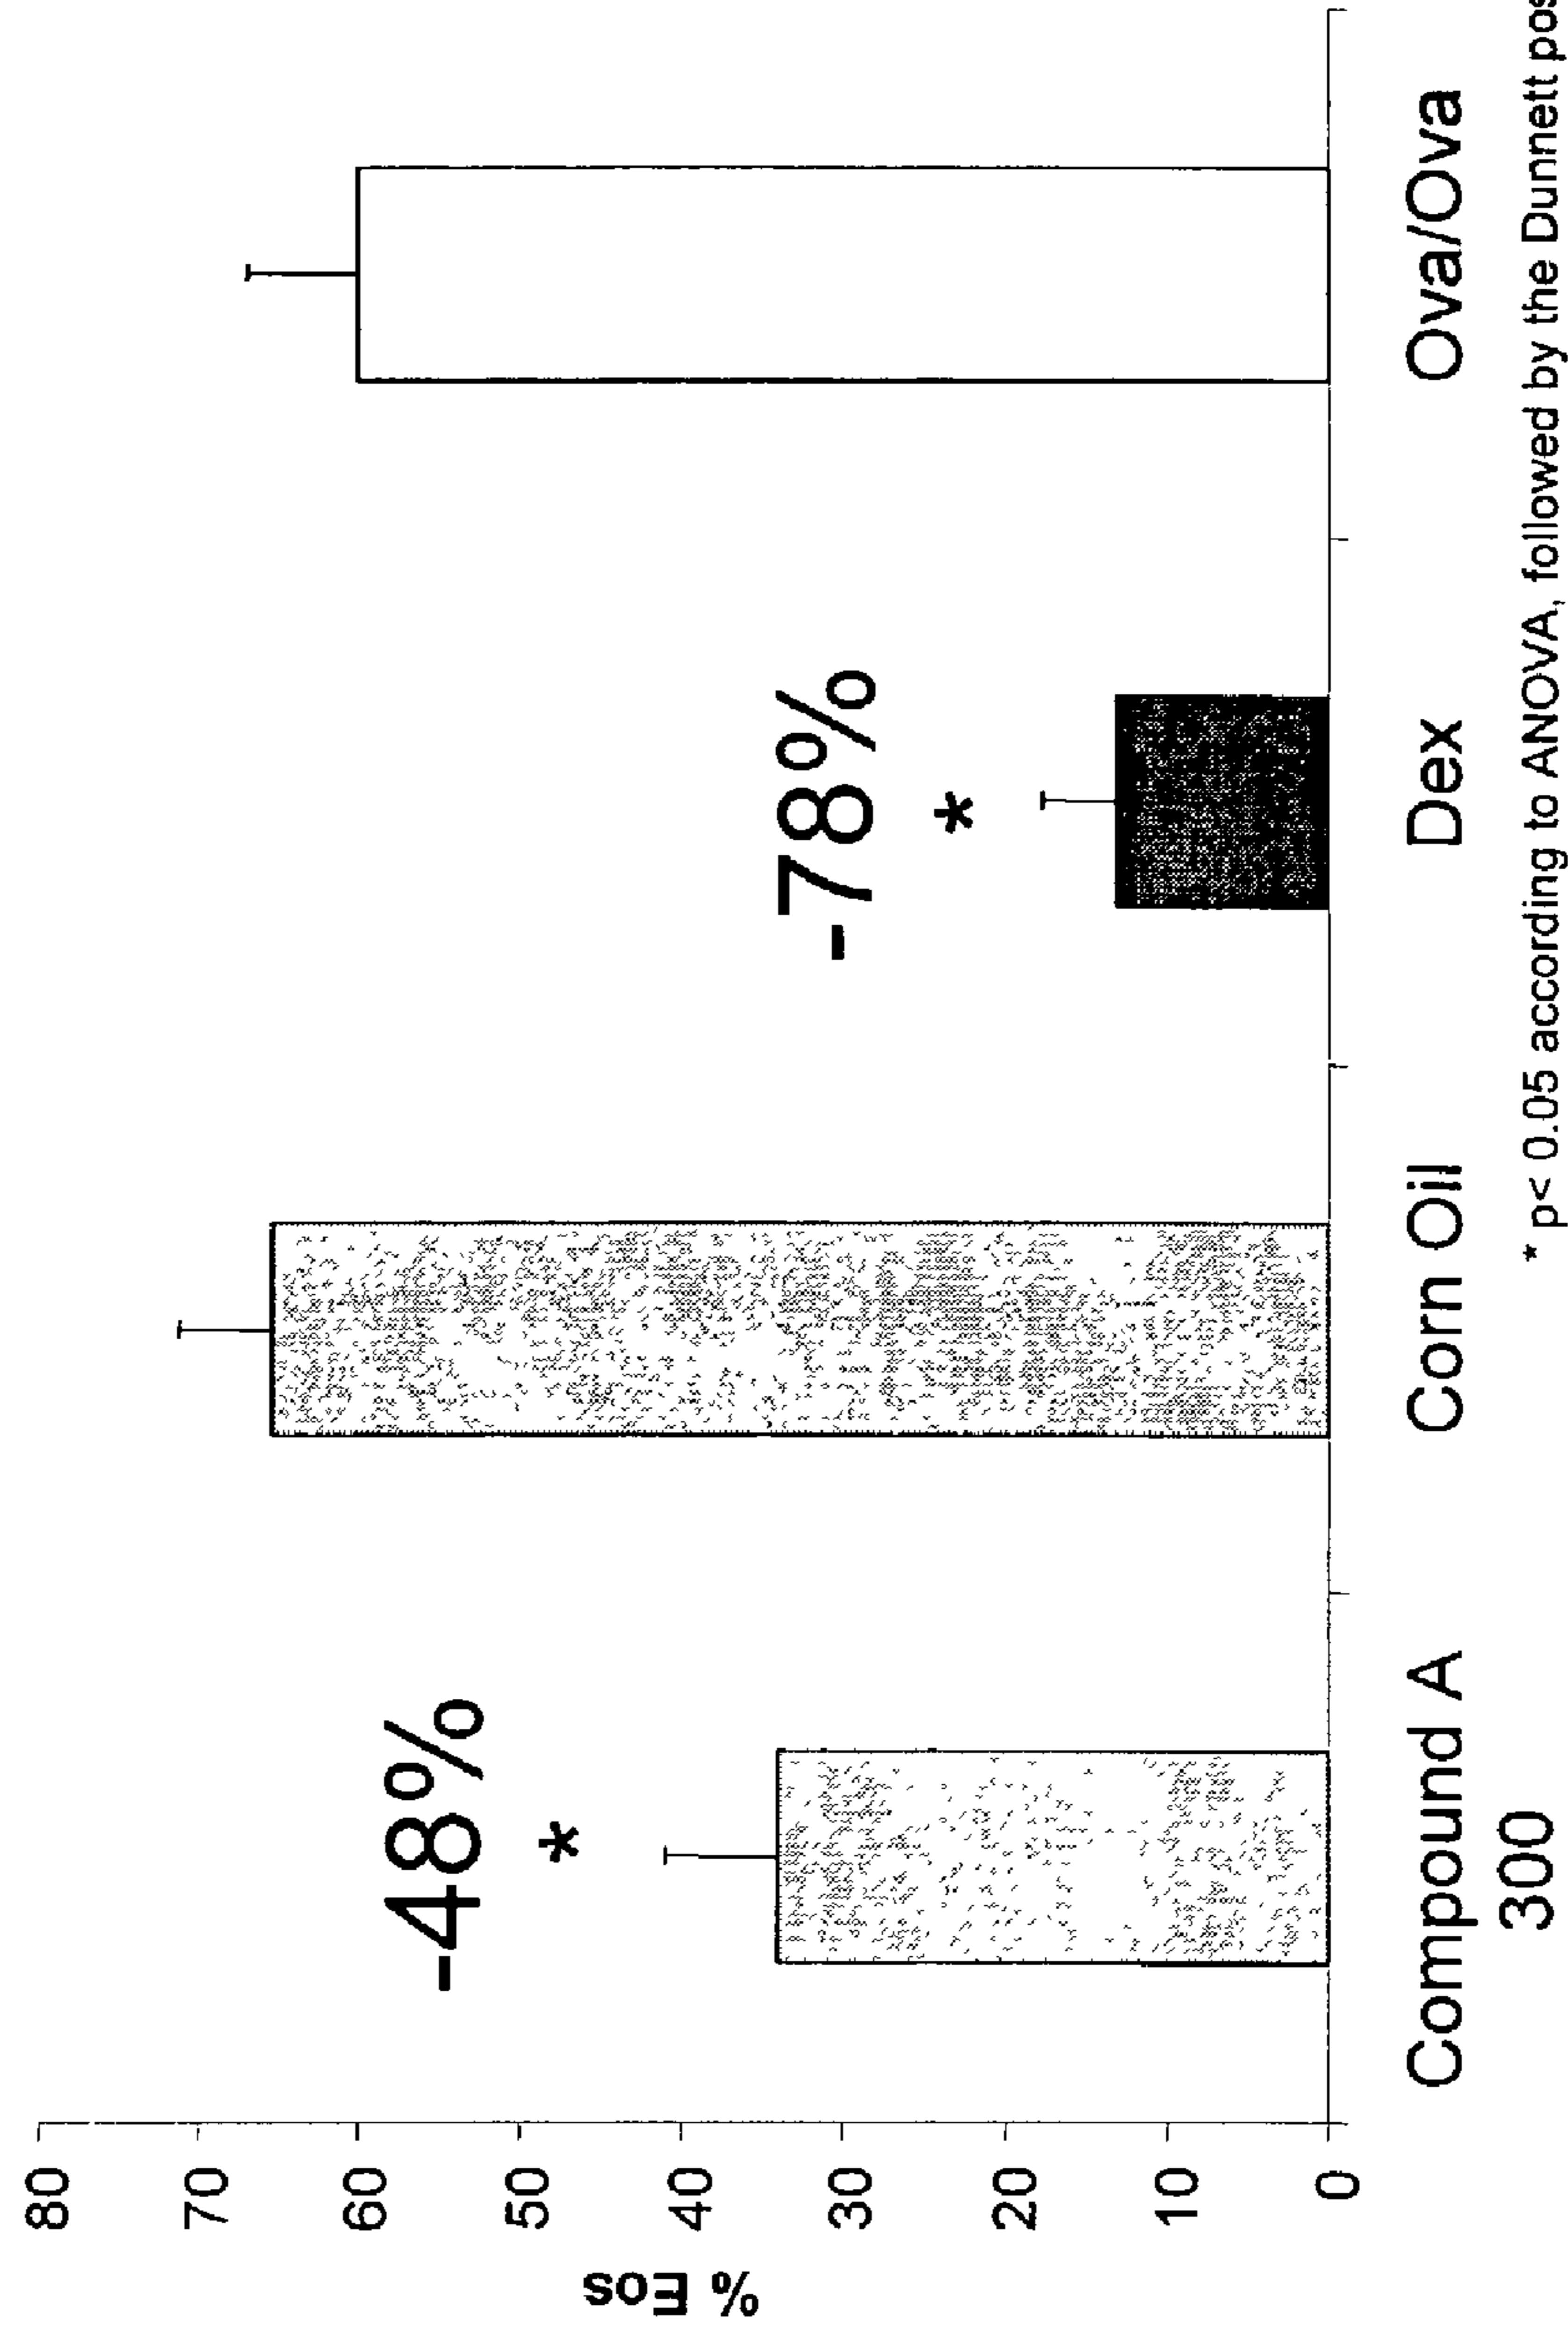 80
70
60
50
40
30
20
10
0
% Eos
-48%
*
-78%
*
Compound A
300
Corn Oil
Dex
Ova/Ova
* p< 0.05 according to ANOVA, followed by the Dunnett